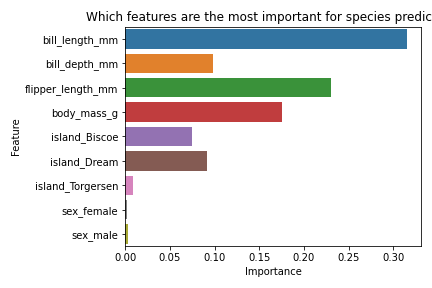 Which features are the most important for species predic
bill_length_mm
bill_depth_mm
flipper_length_mm
body_mass_g
island_Biscoe
island_Dream
island_Torgersen
sex_female
sex_male
Feature
0.00 0.05 0.10 0.15 0.20 0.25 0.30
Importance